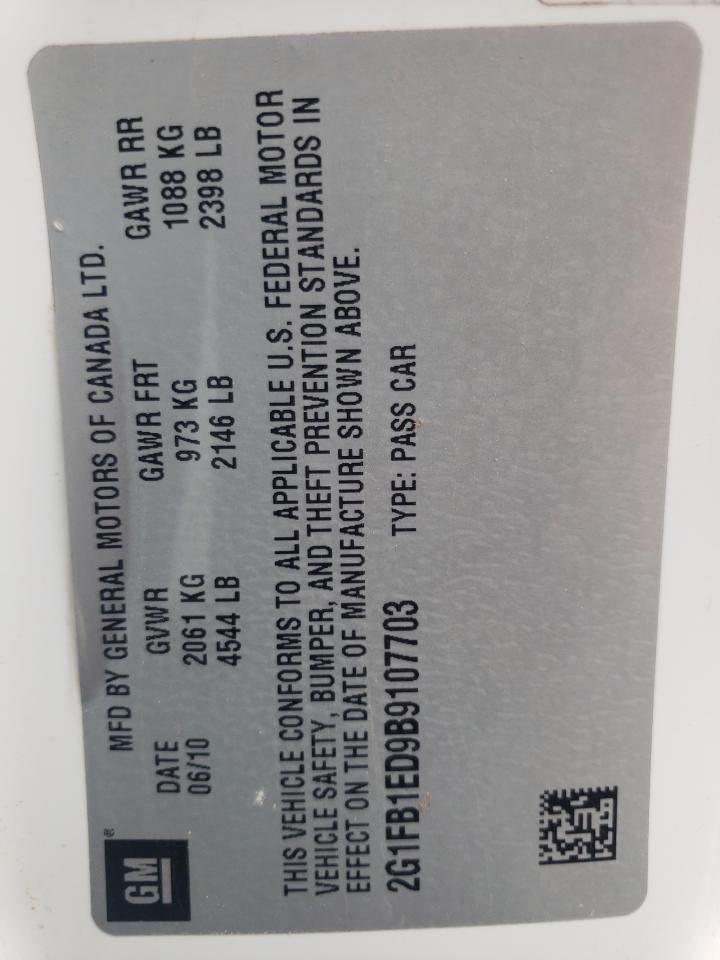 GM®
MFD BY GENERAL MOTORS OF CANADA LTD.
DATE GVWR GAWR FRT GAWR RR
06/10 2061 KG 973 KG 1088 KG
4544 LB 2146 LB 2398 LB
THIS VEHICLE CONFORMS TO ALL APPLICABLE U.S. FEDERAL MOTOR
VEHICLE SAFETY, BUMPER, AND THEFT PREVENTION STANDARDS IN
EFFECT ON THE DATE OF MANUFACTURE SHOWN ABOVE.
2G1FB1ED9B9107703 TYPE: PASS CAR